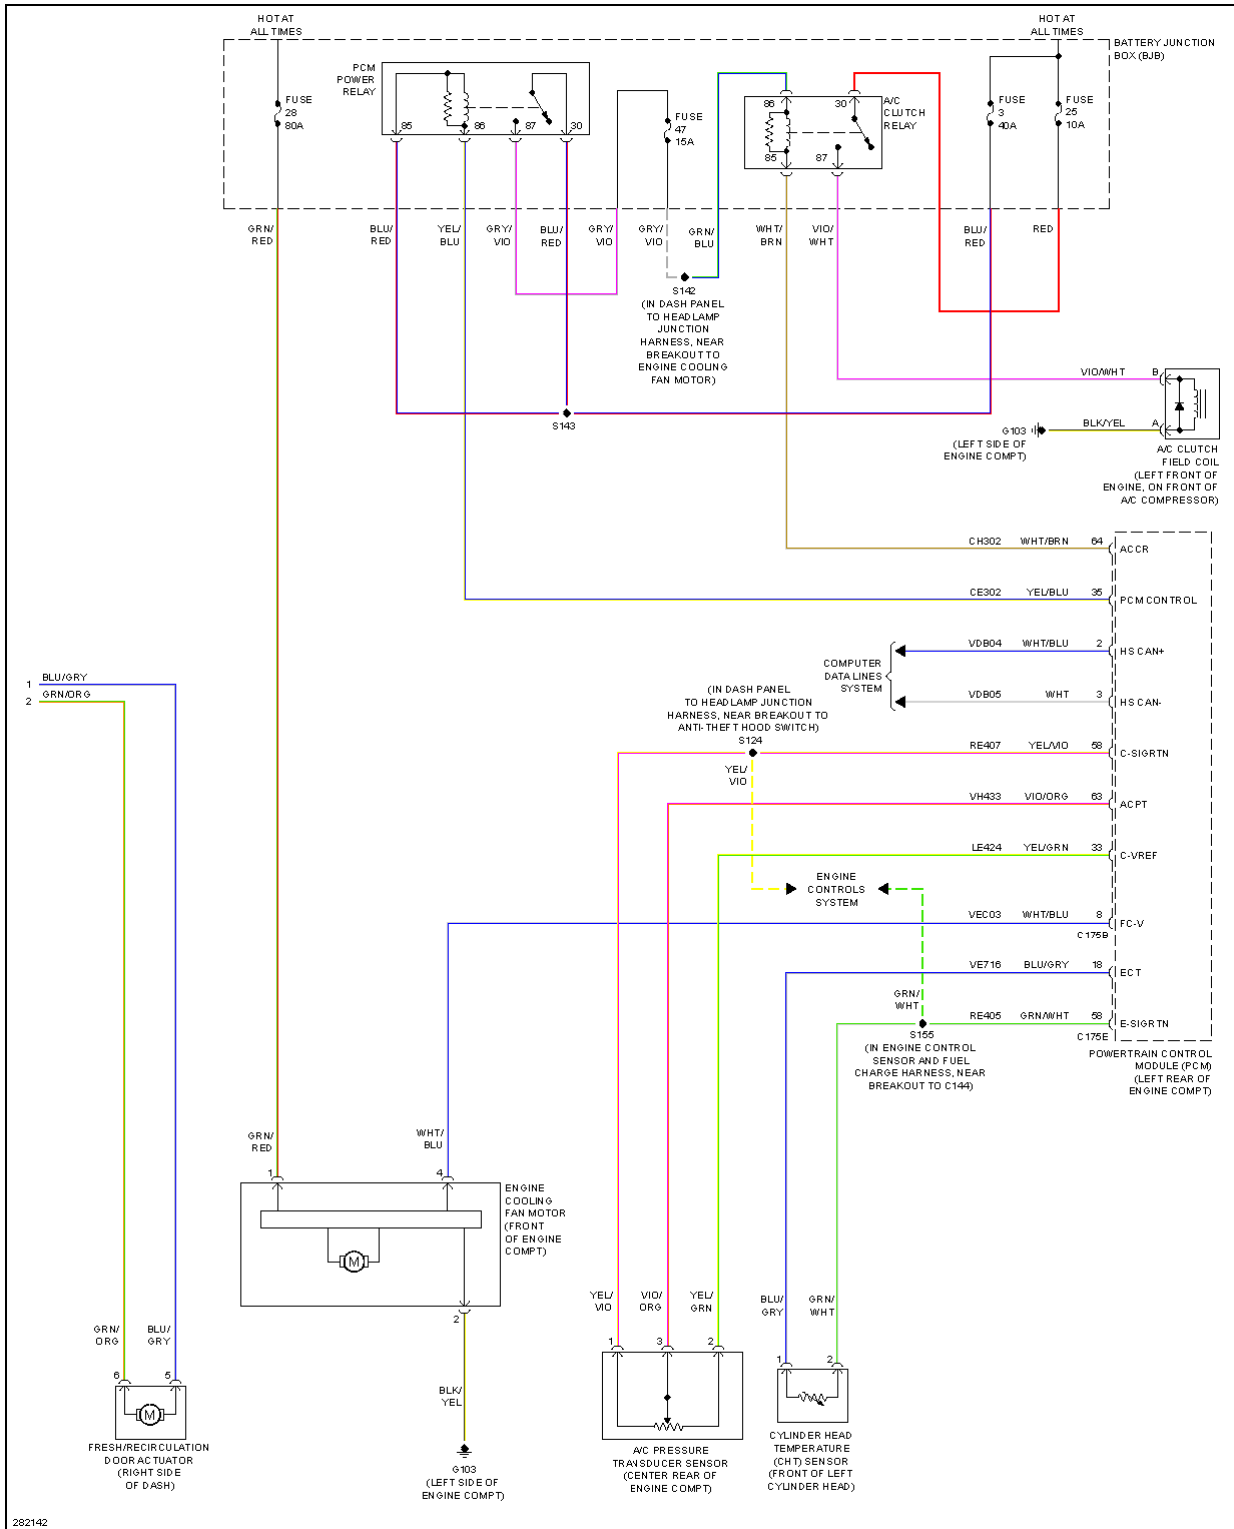 HOT AT
ALL TIMES
HOT AT
ALL TIMES
BATTERY JUNCTION
BOX (BJB)
PCM
POWER
RELAY
FUSE
28
80A
85
86
87
30
FUSE
47
15A
86
30
85
87
A/C
CLUTCH
RELAY
FUSE
3
40A
FUSE
25
10A
GRN/
RED
BLU/
RED
YEL/
BLU
GRY/
VIO
BLU/
RED
GRY/
VIO
GRY/
VIO
GRN/
BLU
WHT/
BRN
VIO/
WHT
BLU/
RED
RED
S142
(IN DASH PANEL
TO HEADLAMP
JUNCTION
HARNESS, NEAR
BREAKOUT TO
ENGINE COOLING
FAN MOTOR)
S143
VIO/WHT
B
BLK/YEL
A
G103
(LEFT SIDE OF
ENGINE COMPT)
A/C CLUTCH
FIELD COIL
(LEFT FRONT OF
ENGINE, ON FRONT OF
A/C COMPRESSOR)
CH302 WHT/BRN 64 ACCR
CE302 YEL/BLU 35 PCM CONTROL
VDB04 WHT/BLU 2 HS CAN+
VDB05 WHT 3 HS CAN-
COMPUTER
DATA LINES
SYSTEM
1 BLU/GRY
2 GRN/ORG
(IN DASH PANEL
TO HEADLAMP JUNCTION
HARNESS, NEAR BREAKOUT TO
ANTI-THEFT HOOD SWITCH)
S124
YEL/
VIO
RE407 YEL/VIO 58 C-SIGRTN
VH433 VIO/ORG 63 ACPT
LE424 YEL/GRN 33 C-VREF
ENGINE
CONTROLS
SYSTEM
VEC03 WHT/BLU 8 FC-V
C175B
VE716 BLU/GRY 18 ECT
GRN/
WHT
RE405 GRN/WHT 58 E-SIGRTN
C175E
S155
(IN ENGINE CONTROL
SENSOR AND FUEL
CHARGE HARNESS, NEAR
BREAKOUT TO C144)
POWERTRAIN CONTROL
MODULE (PCM)
(LEFT REAR OF
ENGINE COMPT)
GRN/
RED
WHT/
BLU
1
4
ENGINE
COOLING
FAN MOTOR
(FRONT
OF ENGINE
COMPT)
M
2
BLK/
YEL
G103
(LEFT SIDE OF
ENGINE COMPT)
GRN/
ORG
BLU/
GRY
6
5
M
FRESH/RECIRCULATION
DOOR ACTUATOR
(RIGHT SIDE
OF DASH)
YEL/
VIO
VIO/
ORG
YEL/
GRN
1
3
2
A/C PRESSURE
TRANSDUCER SENSOR
(CENTER REAR OF
ENGINE COMPT)
BLU/
GRY
GRN/
WHT
1
2
CYLINDER HEAD
TEMPERATURE
(CHT) SENSOR
(FRONT OF LEFT
CYLINDER HEAD)
282142